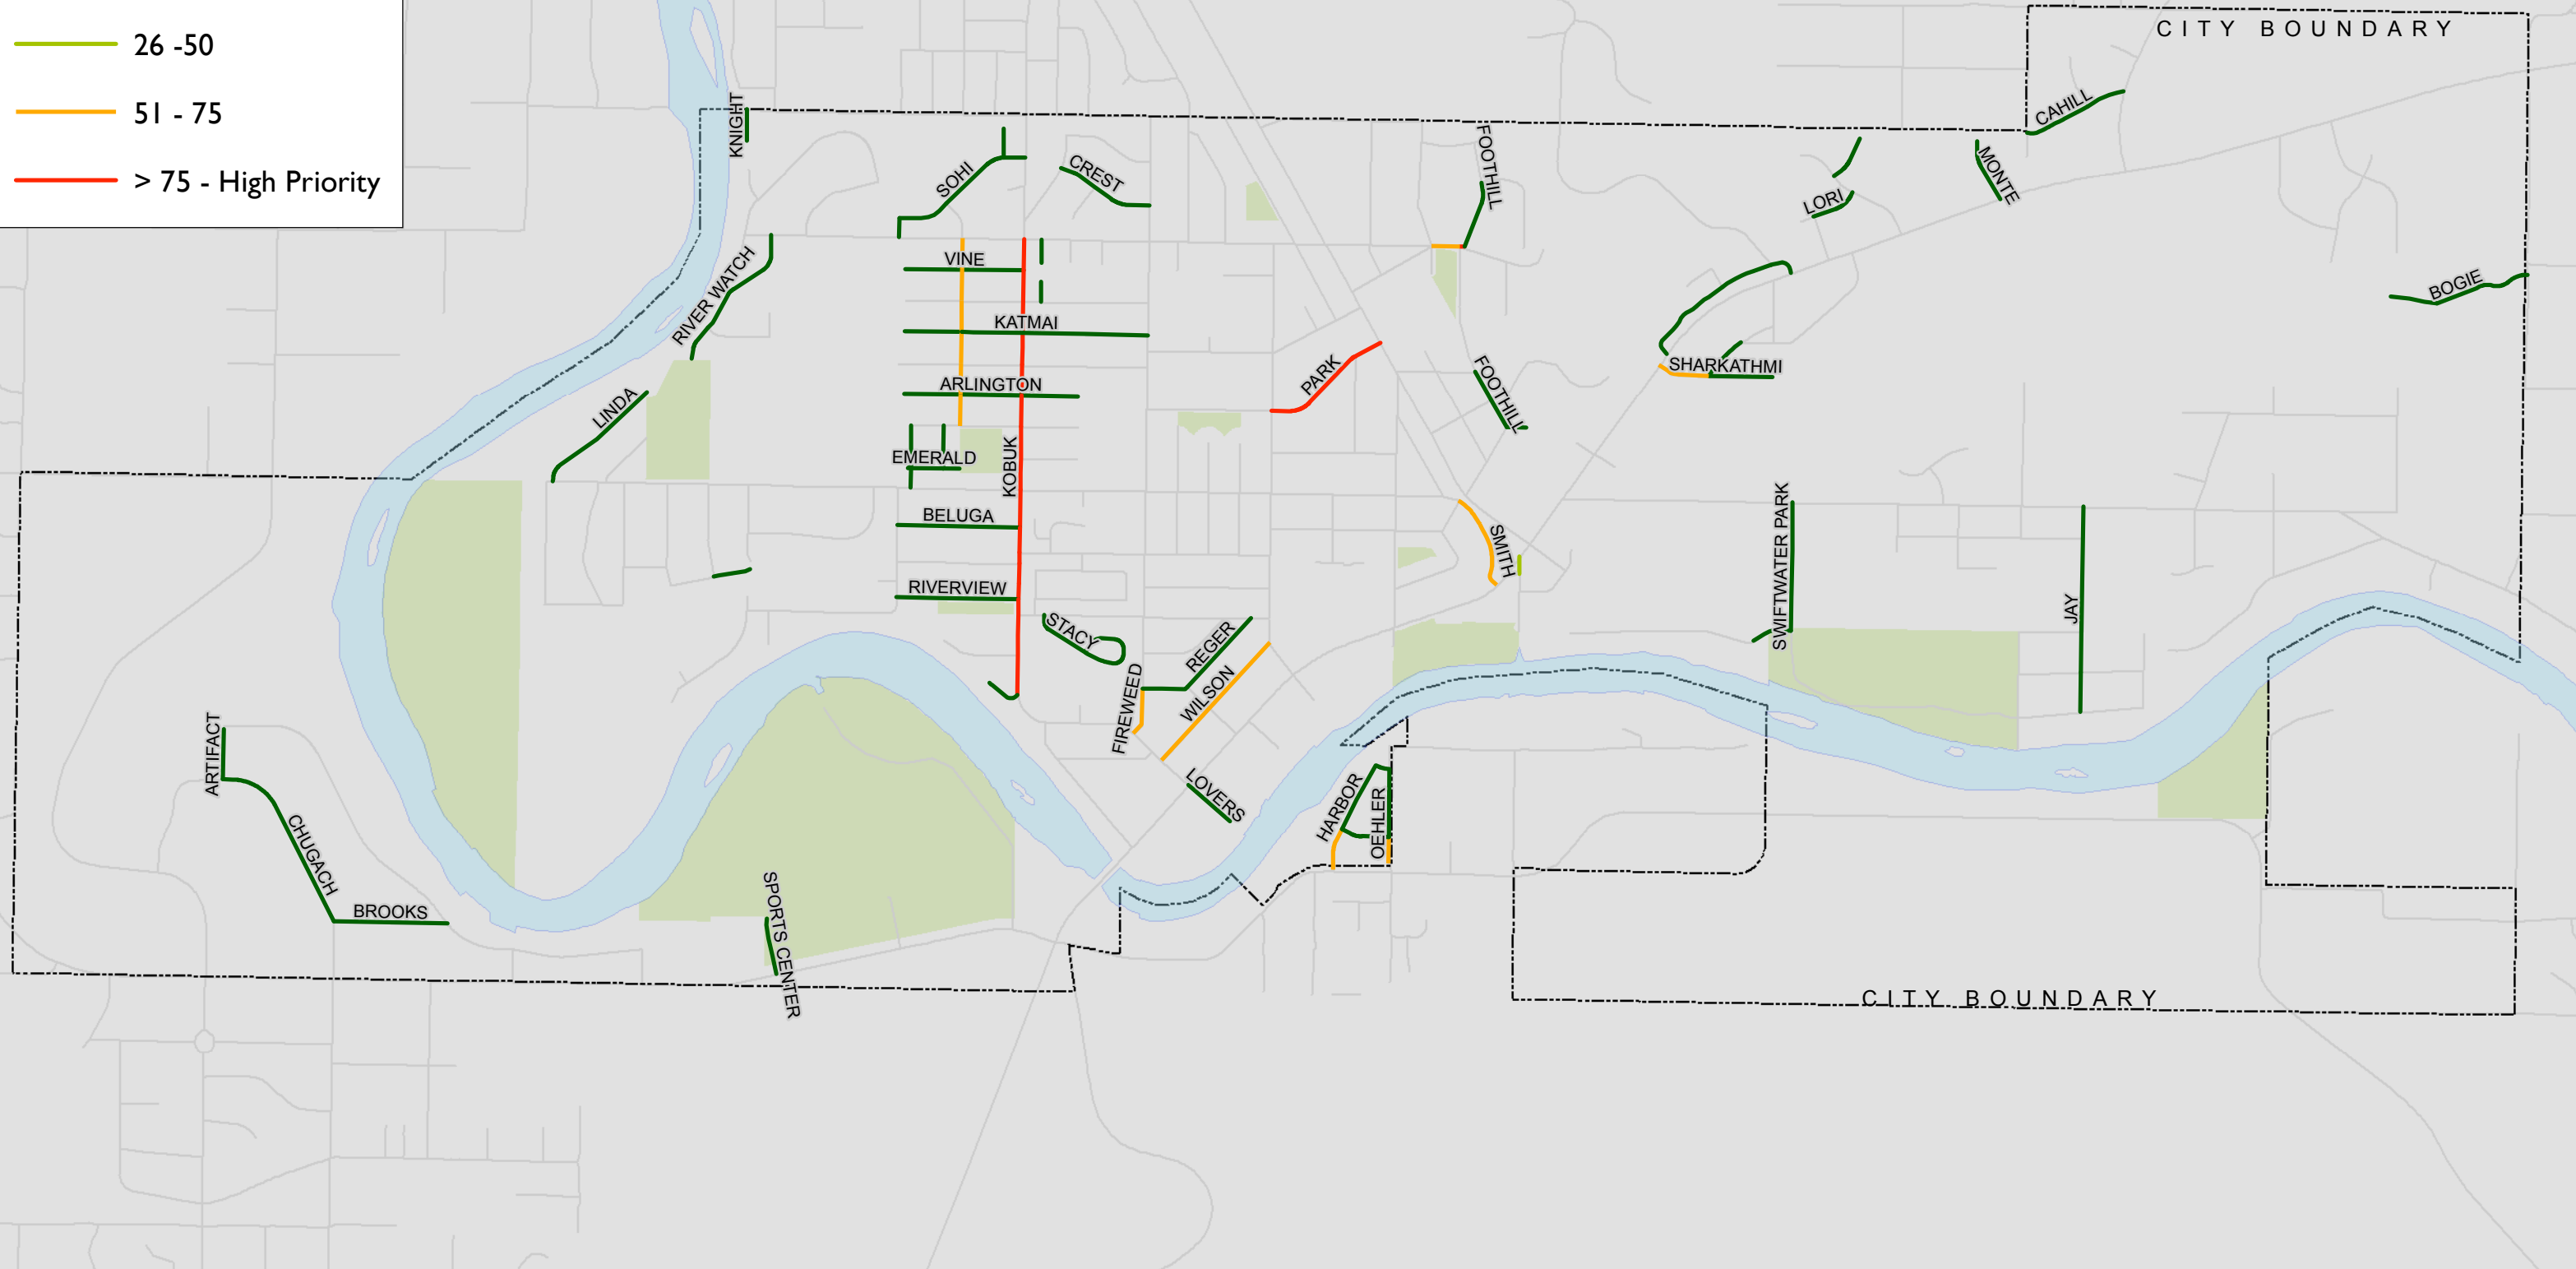 26 -50
51 - 75
> 75 - High Priority
CITY BOUNDARY
KNIGHT
CAHILL
FOOTHILL
SOHI
CREST
MONTE
LORI
RIVER WATCH
VINE
BOGIE
KATMAI
SHARKATHMI
PARK
ARLINGTON
LINDA
FOOTHILL
EMERALD
KOBUK
BELUGA
SMITH
SWIFTWATER PARK
RIVERVIEW
JAY
STACY
REGER
WILSON
FIREWEED
ARTIFACT
LOVERS
HARBOR
OEHLER
CHUGACH
BROOKS
SPORTS CENTER
CITY BOUNDARY